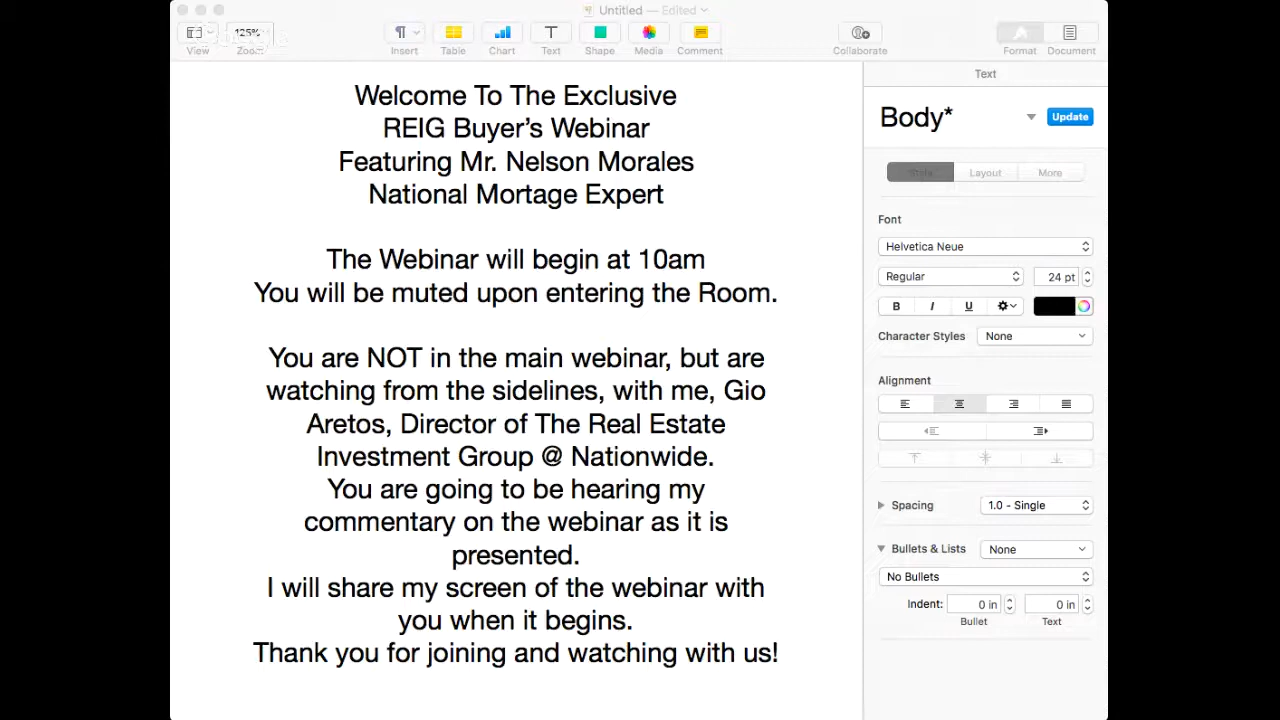 Untitled — Edited
125%
View
Zoom
Insert
Table
Chart
Text
Shape
Media
Comment
Collaborate
Format
Document
Welcome To The Exclusive
REIG Buyer’s Webinar
Featuring Mr. Nelson Morales
National Mortage Expert
The Webinar will begin at 10am
You will be muted upon entering the Room.
You are NOT in the main webinar, but are
watching from the sidelines, with me, Gio
Aretos, Director of The Real Estate
Investment Group @ Nationwide.
You are going to be hearing my
commentary on the webinar as it is
presented.
I will share my screen of the webinar with
you when it begins.
Thank you for joining and watching with us!
Text
Body*
Update
Style
Layout
More
Font
Helvetica Neue
Regular
24 pt
B I U
Character Styles
None
Alignment
Spacing
1.0 - Single
Bullets & Lists
None
No Bullets
Indent:
0 in
0 in
Bullet
Text